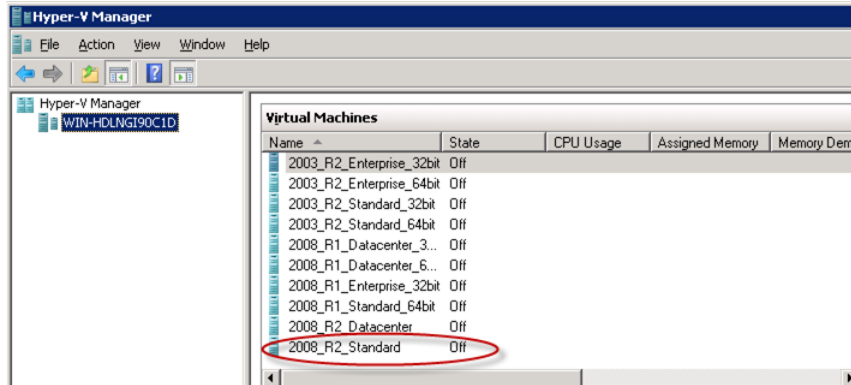 Hyper-V Manager
File Action View Window Help
Hyper-V Manager
WIN-HDLNGI90C1D
Virtual Machines
Name State CPU Usage Assigned Memory Memory Dem
2003_R2_Enterprise_32bit Off
2003_R2_Enterprise_64bit Off
2003_R2_Standard_32bit Off
2003_R2_Standard_64bit Off
2008_R1_Datacenter_3... Off
2008_R1_Datacenter_6... Off
2008_R1_Enterprise_32bit Off
2008_R1_Standard_64bit Off
2008_R2_Datacenter Off
2008_R2_Standard Off